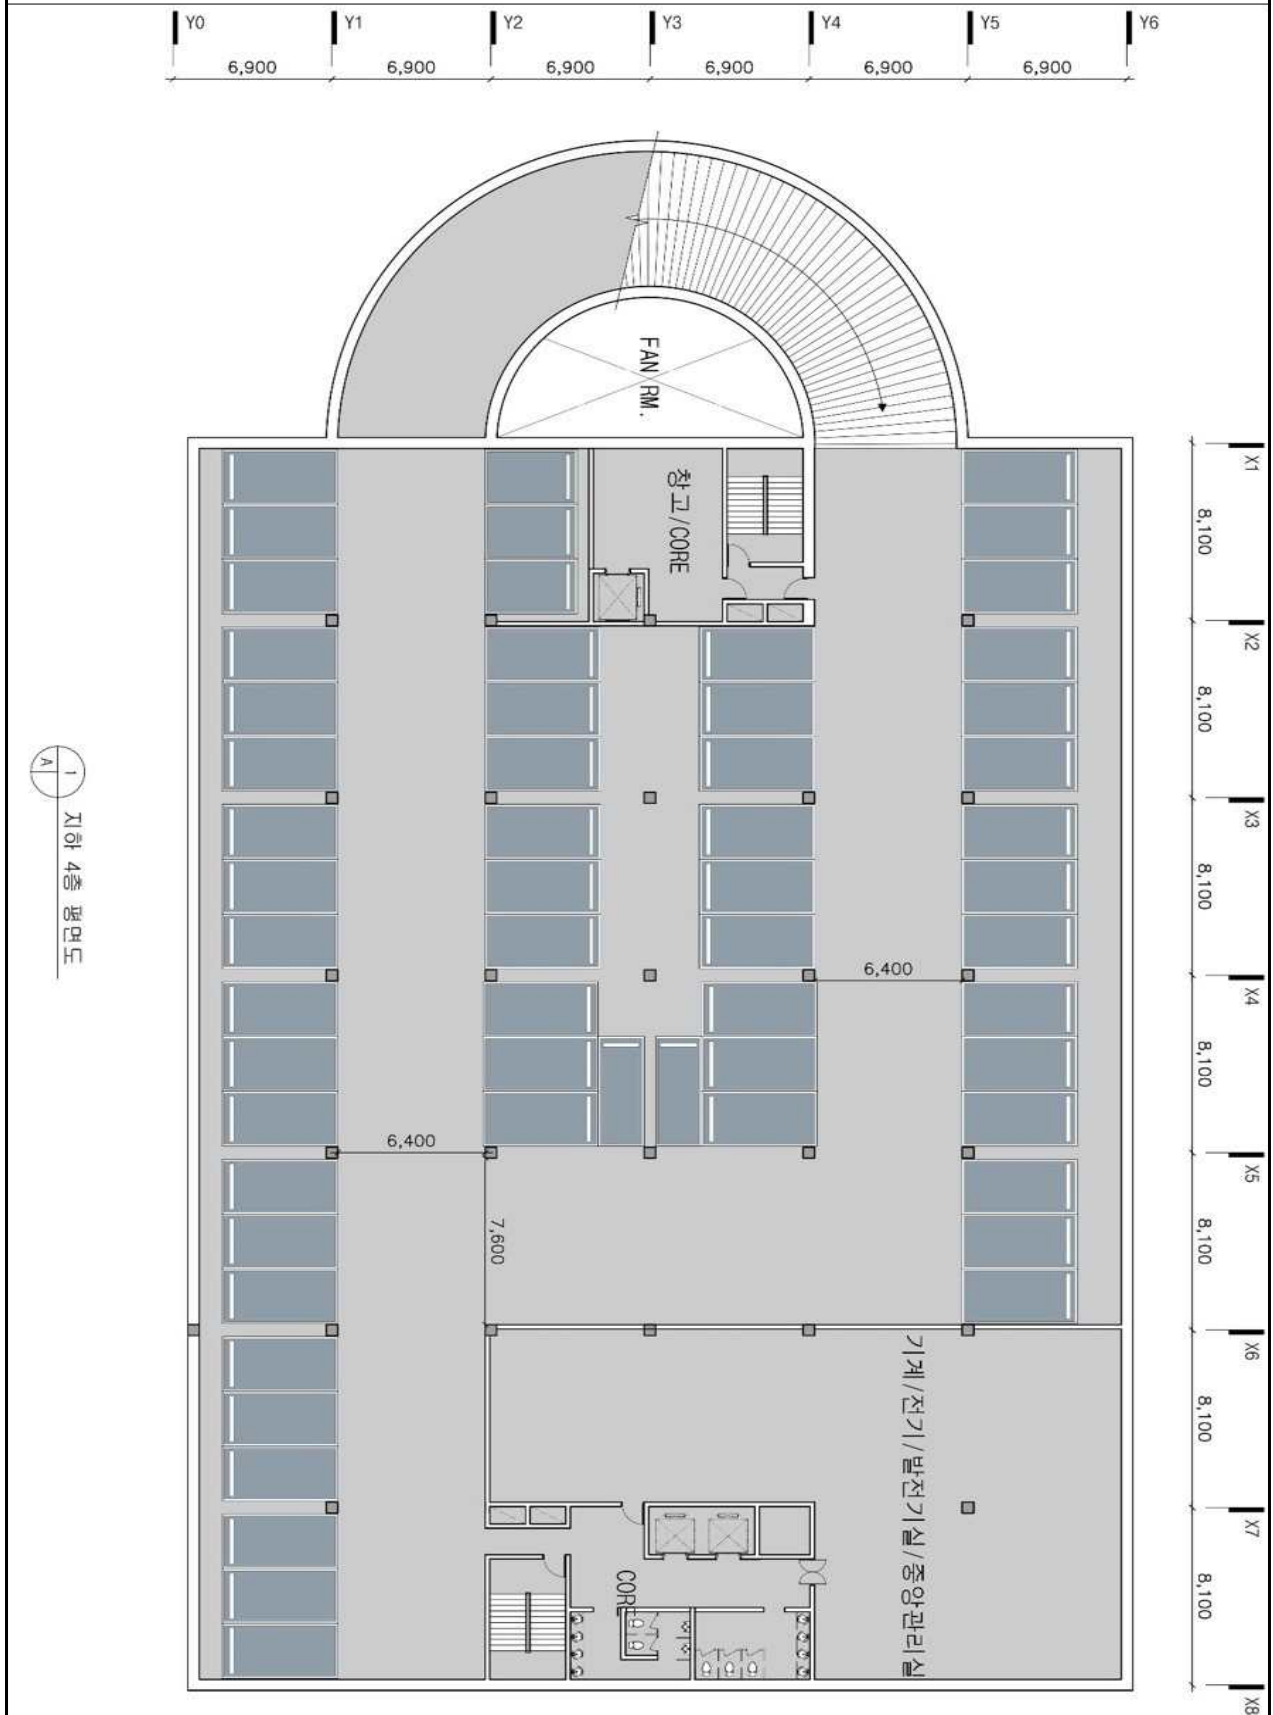 Y0 Y1 Y2 Y3 Y4 Y5 Y6
6,900 6,900 6,900 6,900 6,900 6,900
FAN RM.
창고/CORE
X1
8,100
X2
8,100
X3
8,100
X4
8,100
X5
8,100
X6
8,100
X7
8,100
X8
6,400
6,400
7,600
기계/전기/발전기실/중앙관리실
CORE
1
A
지하 4층 평면도